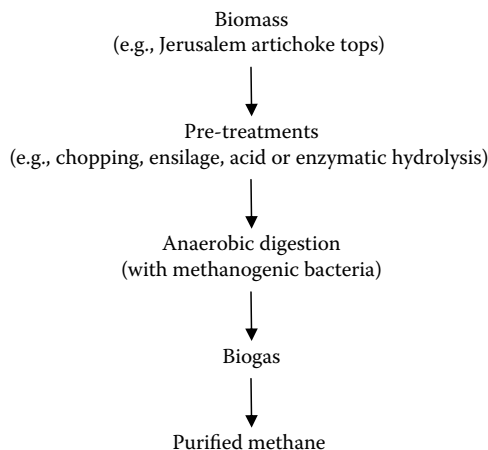 Biomass
(e.g., Jerusalem artichoke tops)
Pre-treatments
(e.g., chopping, ensilage, acid or enzymatic hydrolysis)
Anaerobic digestion
(with methanogenic bacteria)
Biogas
Purified methane